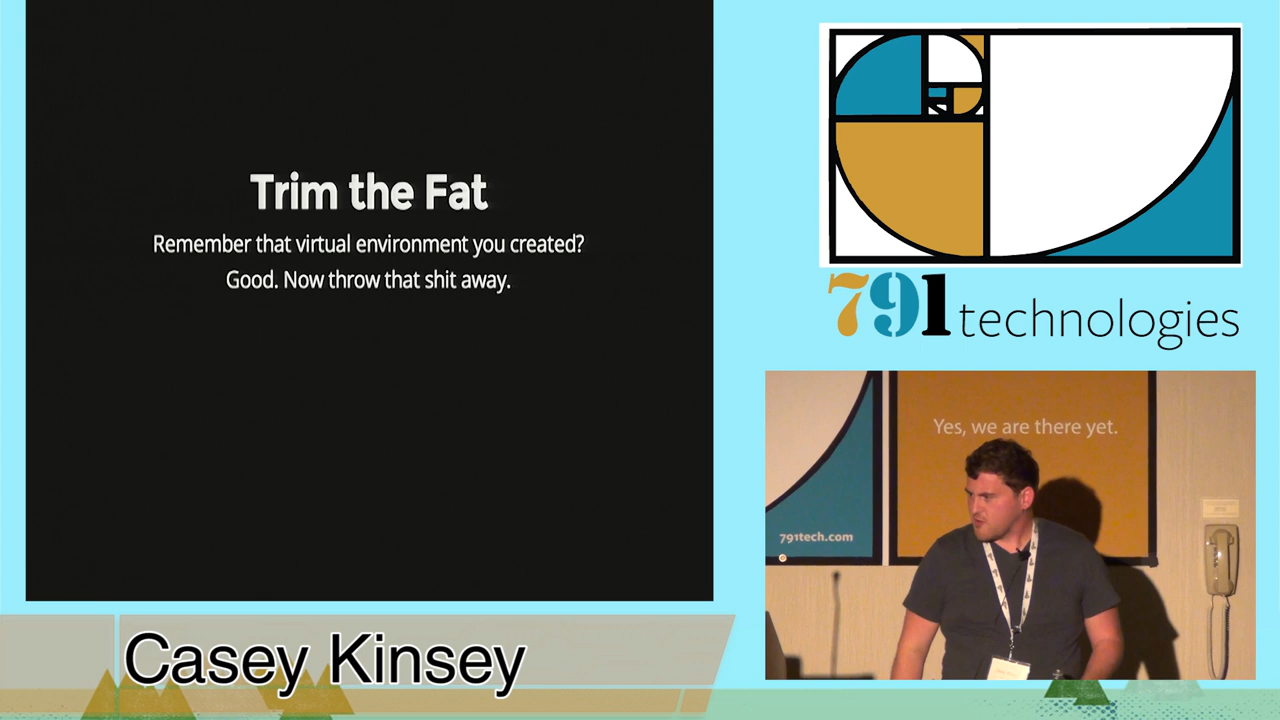 Trim the Fat
Remember that virtual environment you created?
Good. Now throw that shit away.
791 technologies
Yes, we are there yet.
791tech.com
Casey Kinsey